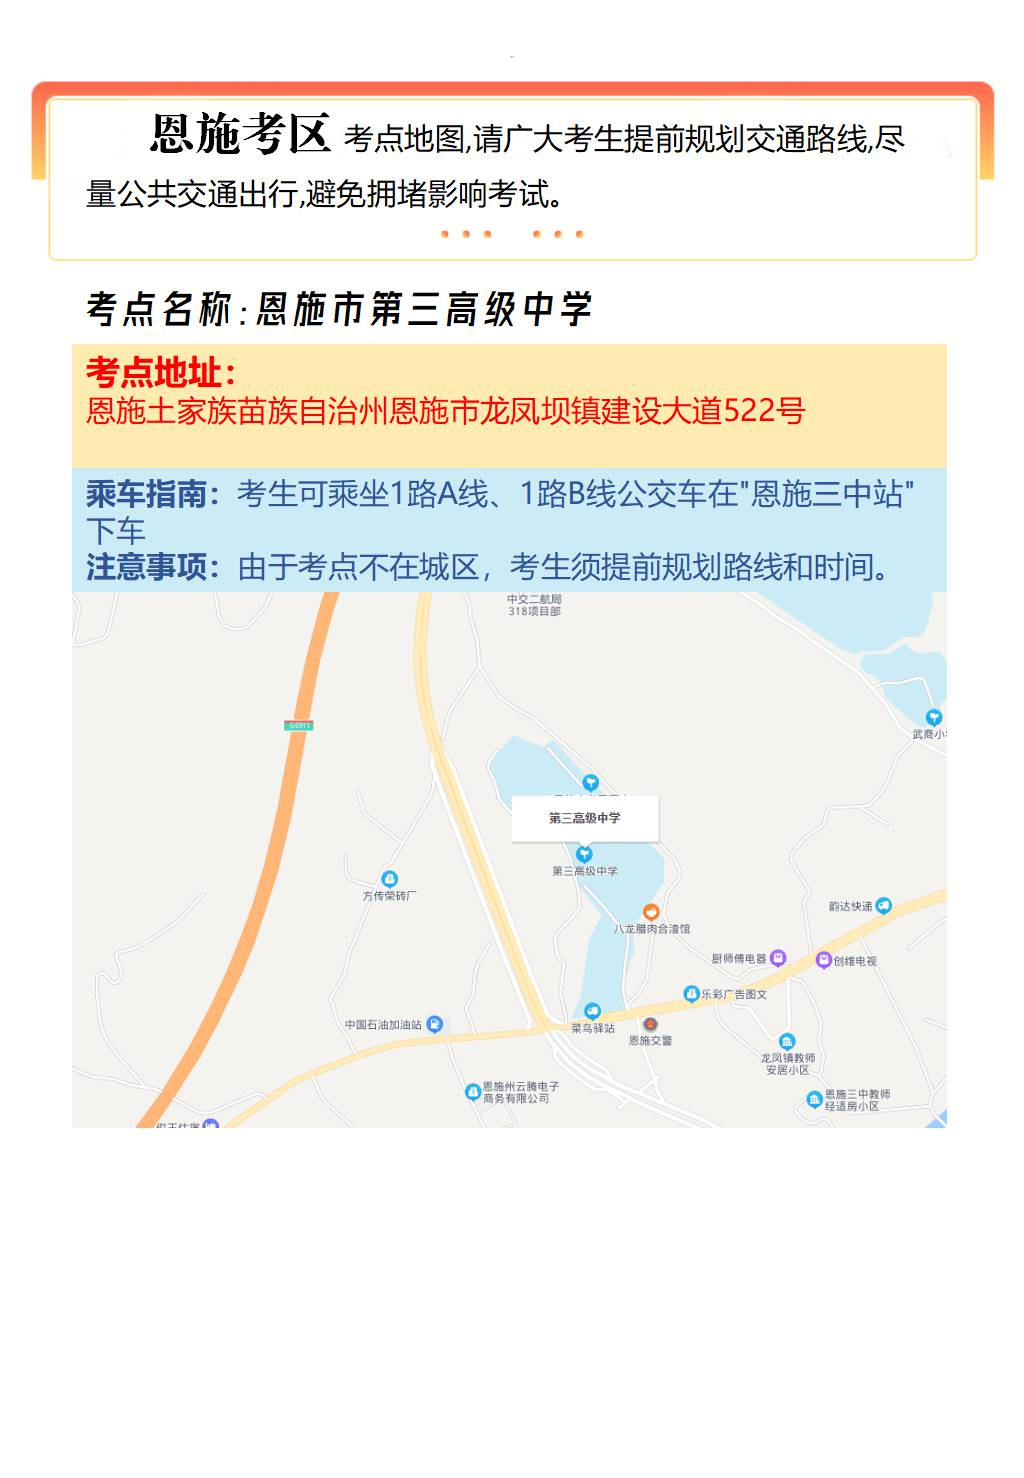 恩施考区 考点地图,请广大考生提前规划交通路线,尽
量公共交通出行,避免拥堵影响考试。
考点名称:恩施市第三高级中学
考点地址：
恩施土家族苗族自治州恩施市龙凤坝镇建设大道522号
乘车指南：考生可乘坐1路A线、1路B线公交车在"恩施三中站"
下车
注意事项：由于考点不在城区，考生须提前规划路线和时间。
中交二航局
318项目部
G6911
武商小
第三高级中学
第三高级中学
方传荣砖厂
韵达快递
八龙腊肉合渣馆
厨师傅电器
创维电视
乐彩广告图文
中国石油加油站
菜鸟驿站
恩施交警
龙凤镇教师
安居小区
恩施州云腾电子
商务有限公司
恩施三中教师
经适房小区